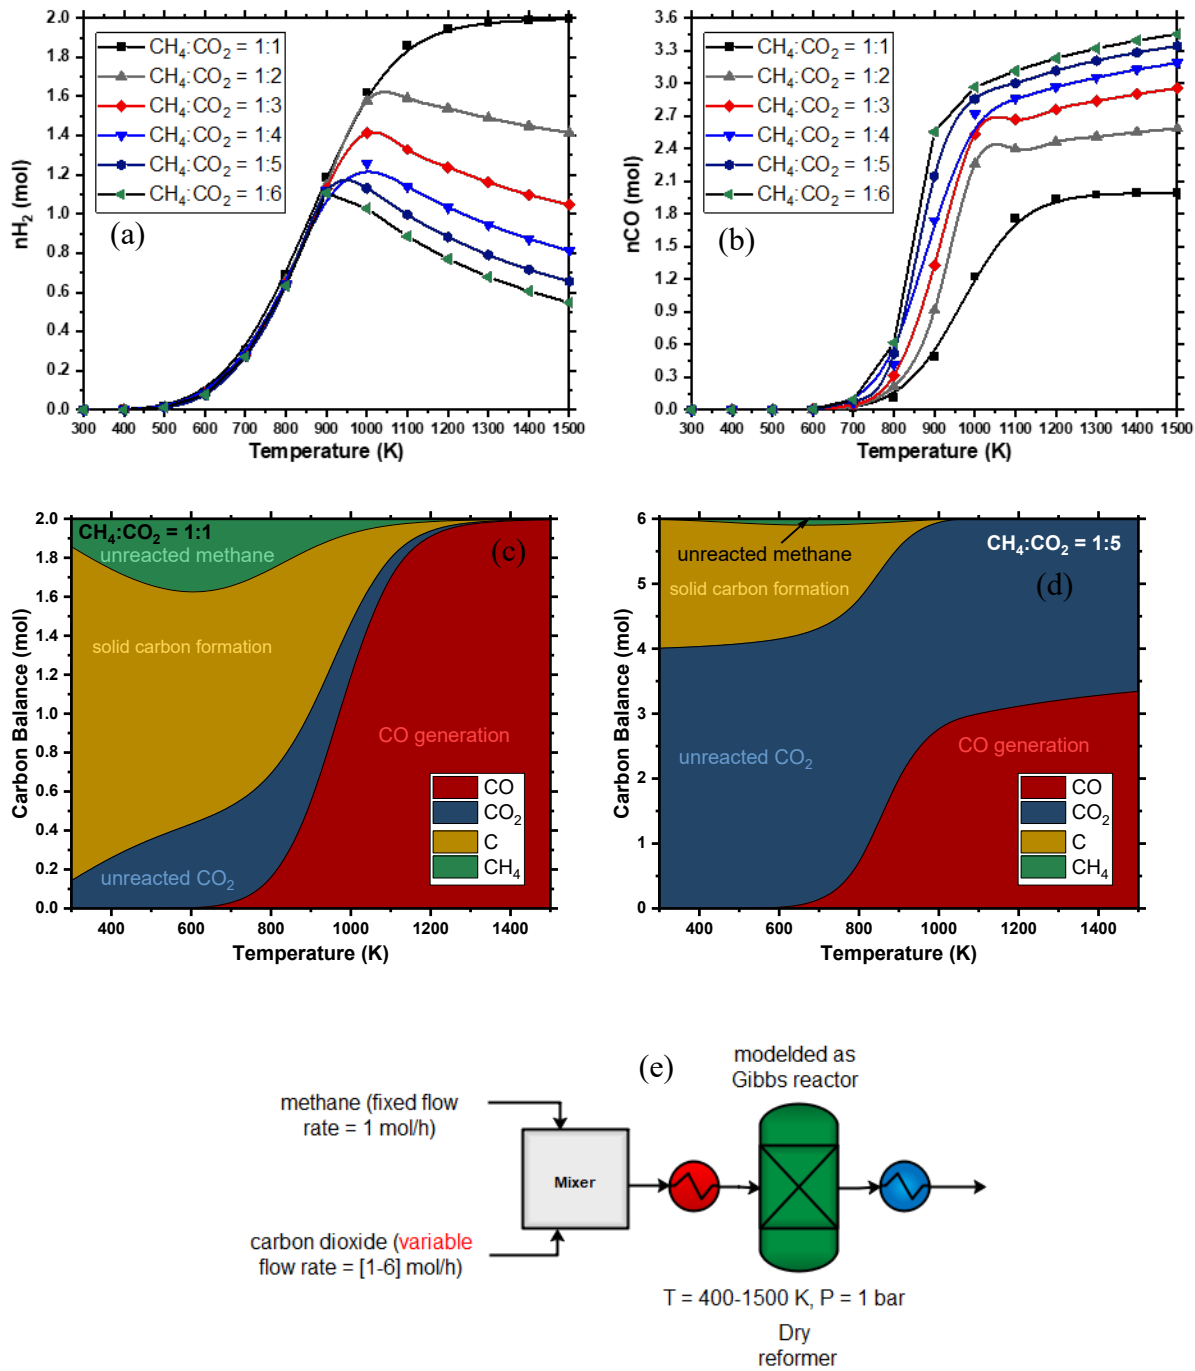 CH4:CO2 = 1:1
CH4:CO2 = 1:2
CH4:CO2 = 1:3
CH4:CO2 = 1:4
CH4:CO2 = 1:5
CH4:CO2 = 1:6
(a)
nH2 (mol)
2.0
1.8
1.6
1.4
1.2
1.0
0.8
0.6
0.4
0.2
0.0
300 400 500 600 700 800 900 1000 1100 1200 1300 1400 1500
Temperature (K)
CH4:CO2 = 1:1
CH4:CO2 = 1:2
CH4:CO2 = 1:3
CH4:CO2 = 1:4
CH4:CO2 = 1:5
CH4:CO2 = 1:6
(b)
nCO (mol)
3.6
3.3
3.0
2.7
2.4
2.1
1.8
1.5
1.2
0.9
0.6
0.3
0.0
300 400 500 600 700 800 900 1000 1100 1200 1300 1400 1500
Temperature (K)
CH4:CO2 = 1:1
unreacted methane
(c)
solid carbon formation
CO generation
unreacted CO2
CO
CO2
C
CH4
Carbon Balance (mol)
2.0
1.8
1.6
1.4
1.2
1.0
0.8
0.6
0.4
0.2
0.0
400 600 800 1000 1200 1400
Temperature (K)
unreacted methane
CH4:CO2 = 1:5
solid carbon formation
(d)
unreacted CO2
CO generation
CO
CO2
C
CH4
Carbon Balance (mol)
6
5
4
3
2
1
0
400 600 800 1000 1200 1400
Temperature (K)
(e)
modelded as
Gibbs reactor
methane (fixed flow
rate = 1 mol/h)
Mixer
carbon dioxide (variable
flow rate = [1-6] mol/h)
T = 400-1500 K, P = 1 bar
Dry
reformer